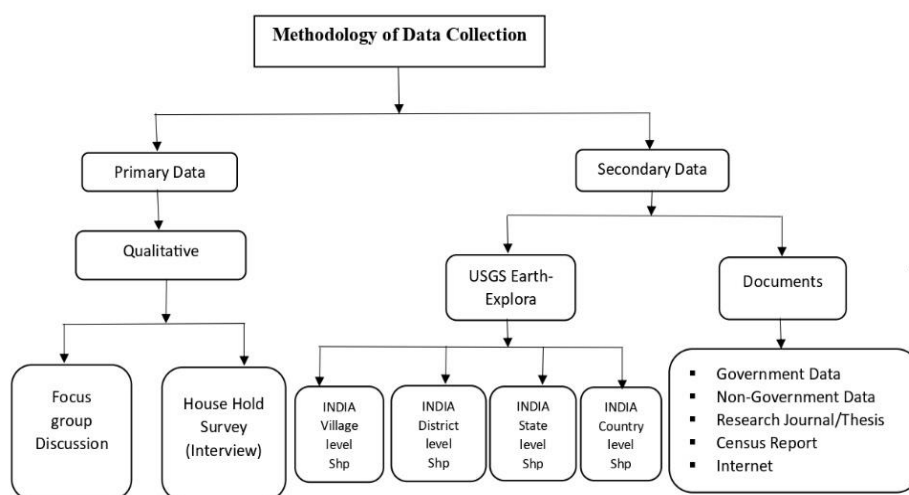 Methodology of Data Collection
Primary Data
Secondary Data
Qualitative
USGS Earth-
Explora
Documents
Focus
group
Discussion
House Hold
Survey
(Interview)
INDIA
Village
level
Shp
INDIA
District
level
Shp
INDIA
State
level
Shp
INDIA
Country
level
Shp
▪ Government Data
▪ Non-Government Data
▪ Research Journal/Thesis
▪ Census Report
▪ Internet